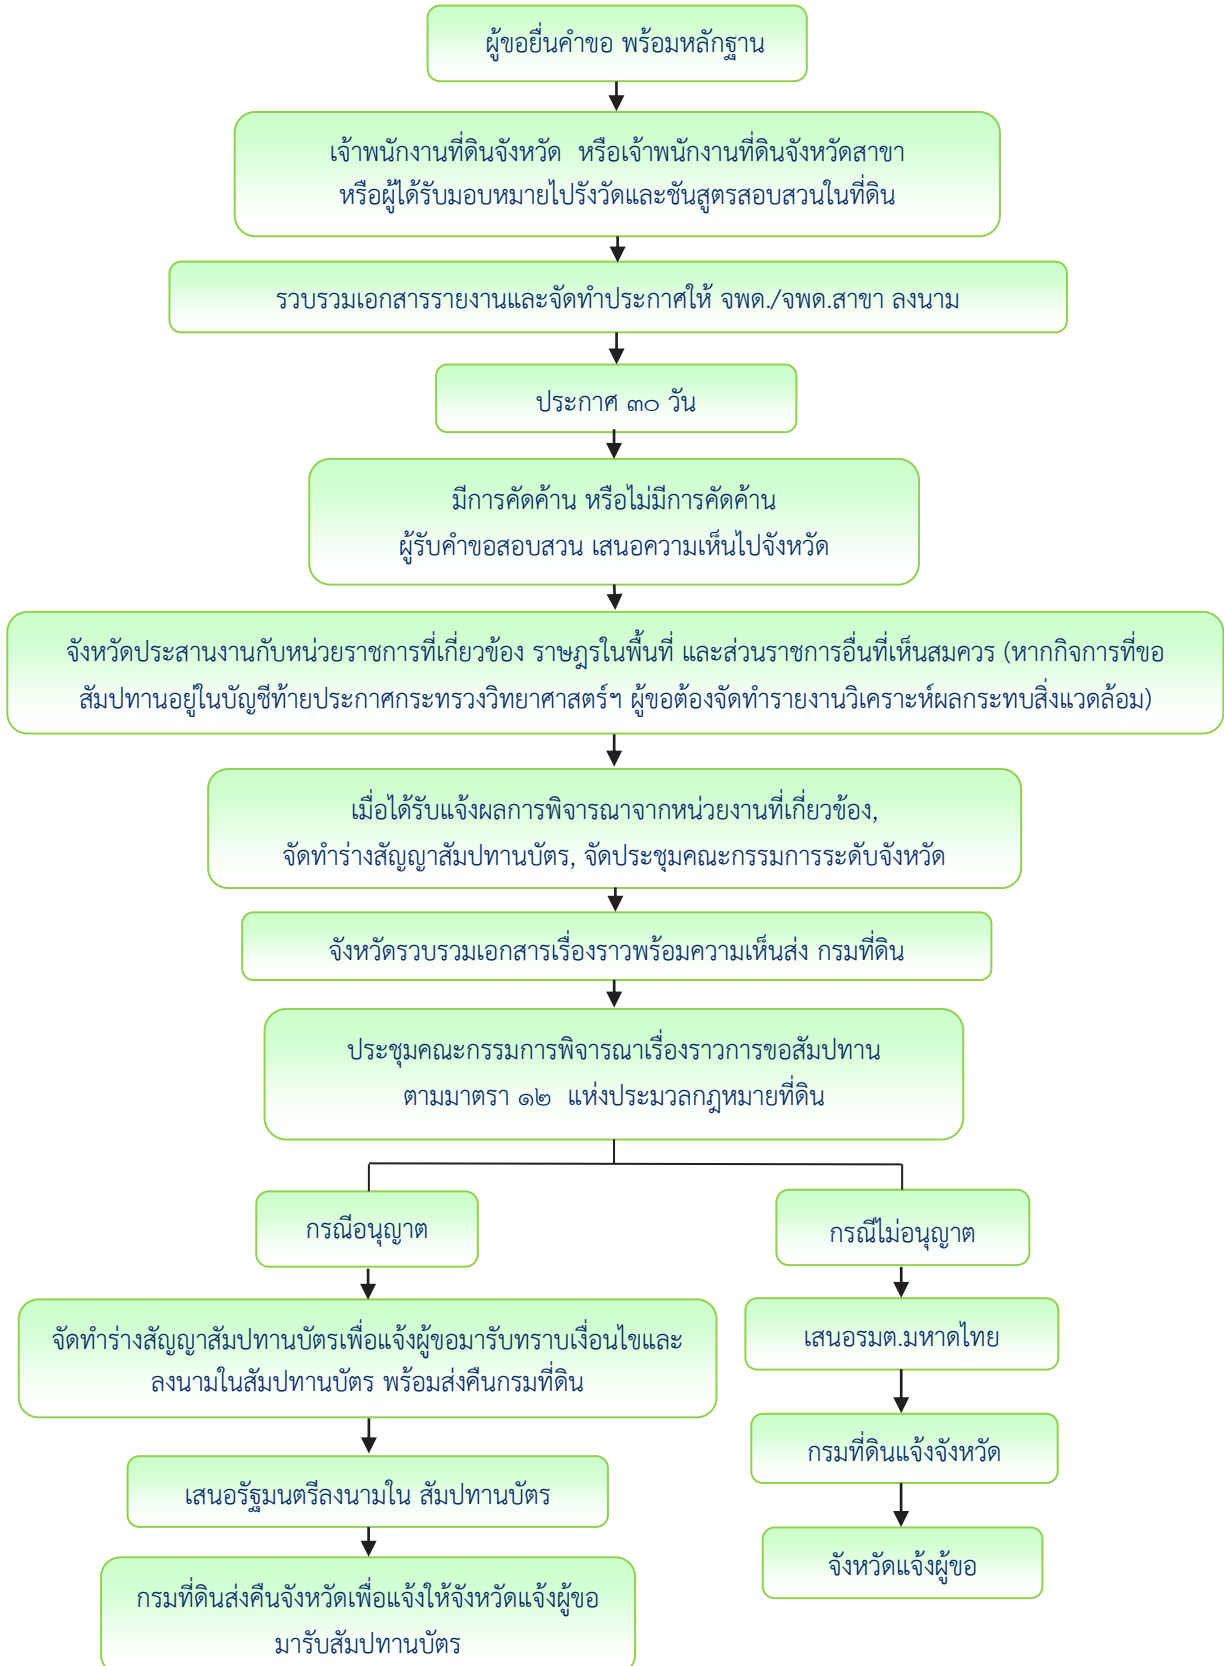 ผู้ขอยื่นคำขอ พร้อมหลักฐาน
เจ้าพนักงานที่ดินจังหวัด หรือเจ้าพนักงานที่ดินจังหวัดสาขา
หรือผู้ได้รับมอบหมายไปรังวัดและชันสูตรสอบสวนในที่ดิน
รวบรวมเอกสารรายงานและจัดทำประกาศให้ จพด./จพด.สาขา ลงนาม
ประกาศ ๓๐ วัน
มีการคัดค้าน หรือไม่มีการคัดค้าน
ผู้รับคำขอสอบสวน เสนอความเห็นไปจังหวัด
จังหวัดประสานงานกับหน่วยราชการที่เกี่ยวข้อง ราษฎรในพื้นที่ และส่วนราชการอื่นที่เห็นสมควร (หากกิจการที่ขอ
สัมปทานอยู่ในบัญชีท้ายประกาศกระทรวงวิทยาศาสตร์ฯ ผู้ขอต้องจัดทำรายงานวิเคราะห์ผลกระทบสิ่งแวดล้อม)
เมื่อได้รับแจ้งผลการพิจารณาจากหน่วยงานที่เกี่ยวข้อง,
จัดทำร่างสัญญาสัมปทานบัตร, จัดประชุมคณะกรรมการระดับจังหวัด
จังหวัดรวบรวมเอกสารเรื่องราวพร้อมความเห็นส่ง กรมที่ดิน
ประชุมคณะกรรมการพิจารณาเรื่องราวการขอสัมปทาน
ตามมาตรา ๑๒ แห่งประมวลกฎหมายที่ดิน
กรณีอนุญาต
จัดทำร่างสัญญาสัมปทานบัตรเพื่อแจ้งผู้ขอมารับทราบเงื่อนไขและ
ลงนามในสัมปทานบัตร พร้อมส่งคืนกรมที่ดิน
เสนอรัฐมนตรีลงนามใน สัมปทานบัตร
กรมที่ดินส่งคืนจังหวัดเพื่อแจ้งให้จังหวัดแจ้งผู้ขอ
มารับสัมปทานบัตร
กรณีไม่อนุญาต
เสนอรมต.มหาดไทย
กรมที่ดินแจ้งจังหวัด
จังหวัดแจ้งผู้ขอ